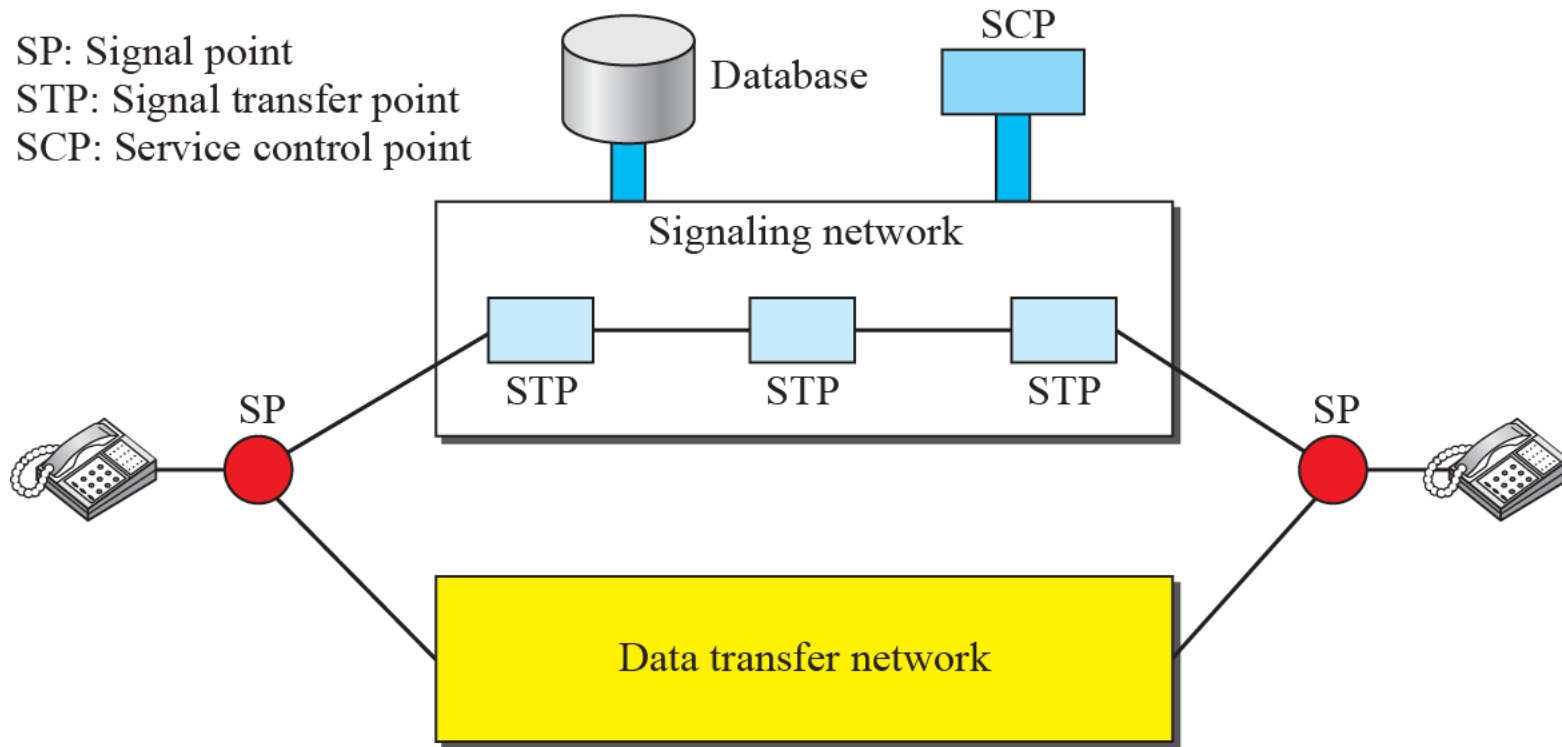 SP: Signal point
STP: Signal transfer point
SCP: Service control point
Database
SCP
Signaling network
STP
STP
STP
SP
SP
Data transfer network